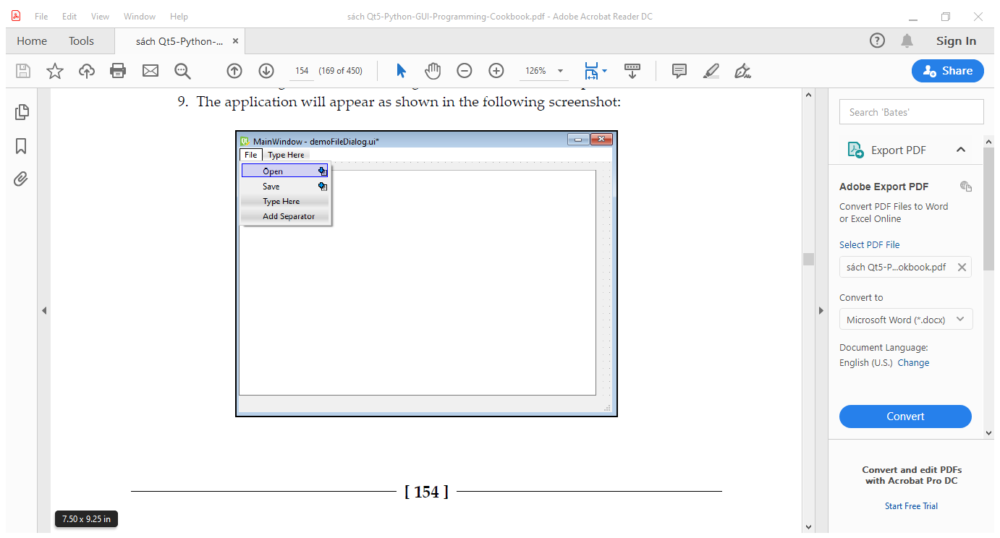 File Edit View Window Help
sách Qt5-Python-GUI-Programming-Cookbook.pdf - Adobe Acrobat Reader DC
Home Tools sách Qt5-Python-... × Sign In
154 (169 of 450) 126% Share
9. The application will appear as shown in the following screenshot:
MainWindow - demoFileDialog.ui*
File Type Here
Open
Save
Type Here
Add Separator
[ 154 ]
7.50 x 9.25 in
Search 'Bates'
Export PDF
Adobe Export PDF
Convert PDF Files to Word
or Excel Online
Select PDF File
sách Qt5-P...okbook.pdf
Convert to
Microsoft Word (*.docx)
Document Language:
English (U.S.) Change
Convert
Convert and edit PDFs
with Acrobat Pro DC
Start Free Trial